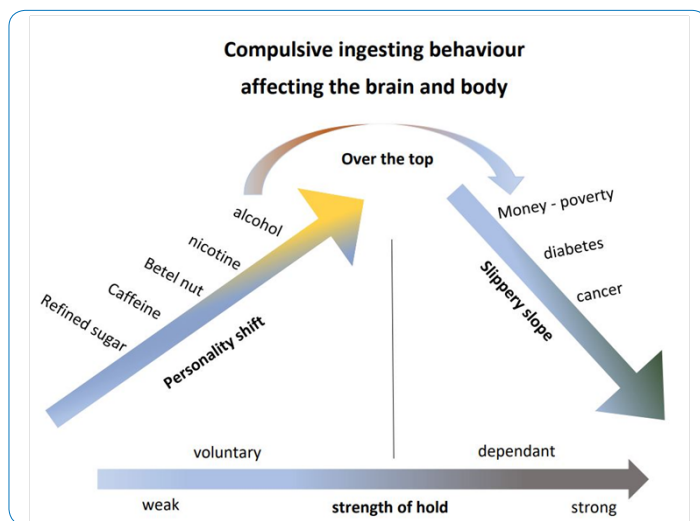 Compulsive ingesting behaviour
affecting the brain and body
Over the top
alcohol
nicotine
Betel nut
Caffeine
Refined sugar
Personality shift
Money - poverty
diabetes
cancer
Slippery slope
voluntary
dependant
weak
strength of hold
strong